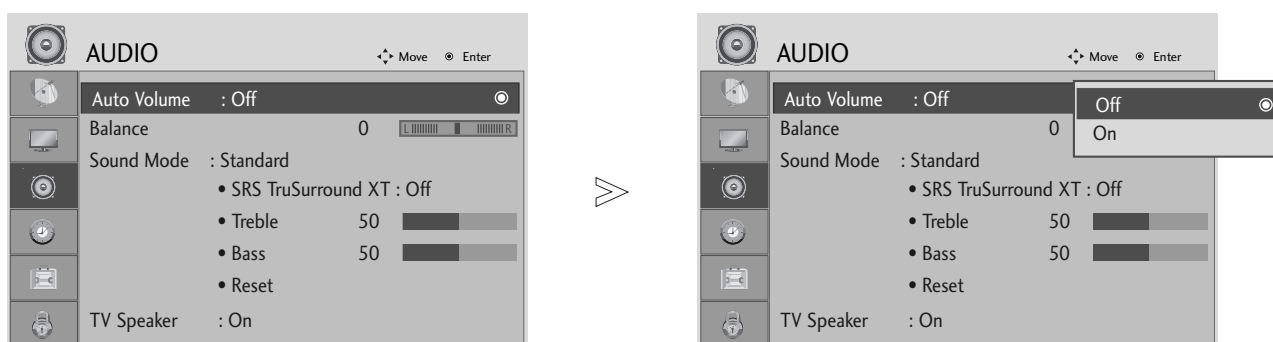 AUDIO
Move Enter
Auto Volume : Off
Balance 0 L R
Sound Mode : Standard
• SRS TruSurround XT : Off
• Treble 50
• Bass 50
• Reset
TV Speaker : On
>
AUDIO
Move Enter
Auto Volume : Off
Off
Balance 0
On
Sound Mode : Standard
• SRS TruSurround XT : Off
• Treble 50
• Bass 50
• Reset
TV Speaker : On